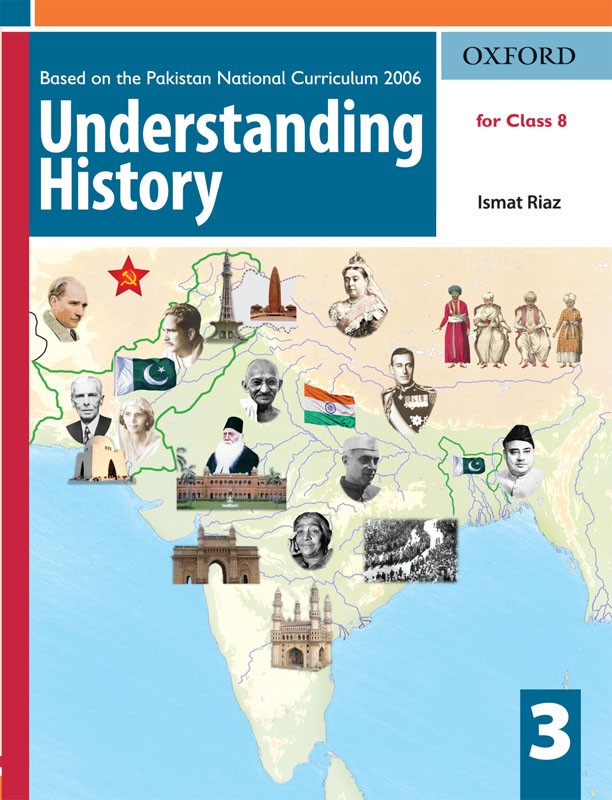 Based on the Pakistan National Curriculum 2006
Understanding
History
OXFORD
for Class 8
Ismat Riaz
3